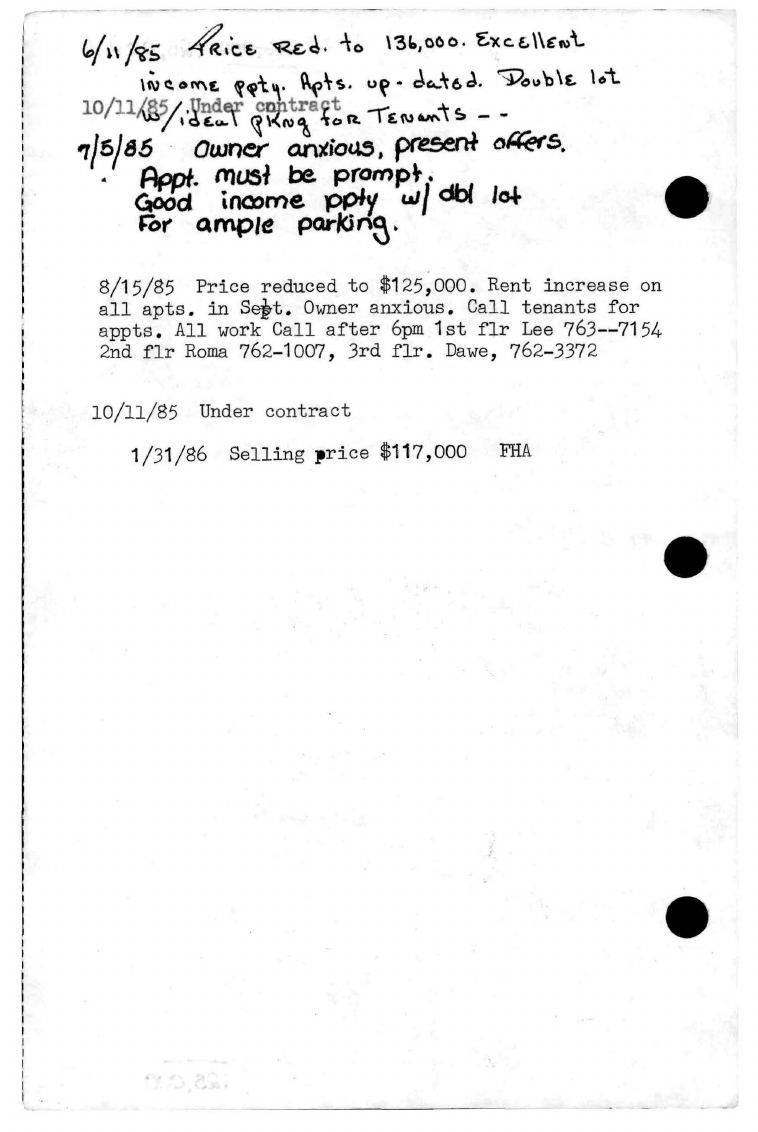 6/11/85 Price Red. to 136,000. Excellent
income ppty. Apts. up-dated. Double lot
10/11/85 Under contract
w/ideal pkng for Tenants - -
7/5/85 Owner anxious, present offers.
Appt. must be prompt.
Good income ppty w/ dbl lot
For ample parking.
8/15/85 Price reduced to $125,000. Rent increase on
all apts. in Sept. Owner anxious. Call tenants for
appts. All work Call after 6pm 1st flr Lee 763--7154
2nd flr Roma 762-1007, 3rd flr. Dawe, 762-3372
10/11/85 Under contract
1/31/86 Selling price $117,000 FHA